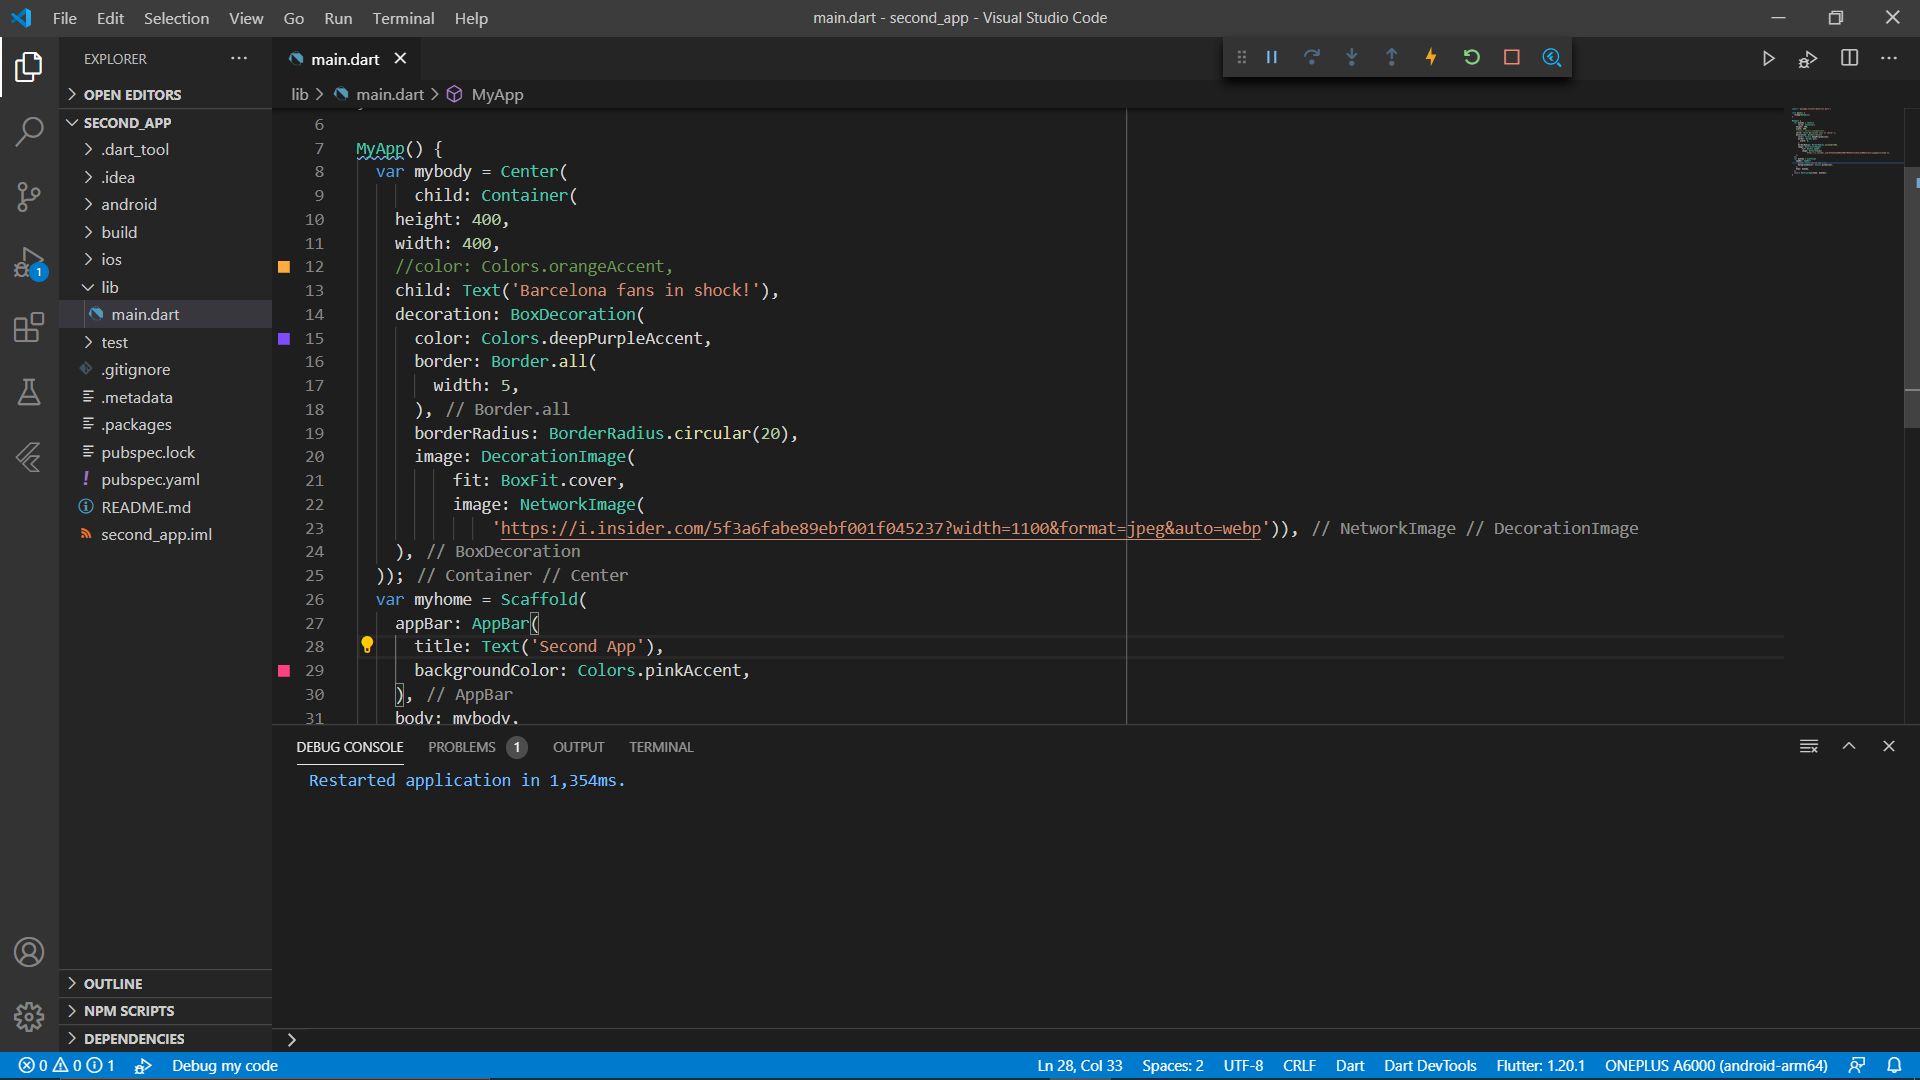 File Edit Selection View Go Run Terminal Help
main.dart - second_app - Visual Studio Code
EXPLORER
OPEN EDITORS
SECOND_APP
.dart_tool
.idea
android
build
ios
lib
main.dart
test
.gitignore
.metadata
.packages
pubspec.lock
pubspec.yaml
README.md
second_app.iml
OUTLINE
NPM SCRIPTS
DEPENDENCIES
1
main.dart
lib > main.dart > MyApp
6
7 MyApp() {
8 var mybody = Center(
9 child: Container(
10 height: 400,
11 width: 400,
12 //color: Colors.orangeAccent,
13 child: Text('Barcelona fans in shock!'),
14 decoration: BoxDecoration(
15 color: Colors.deepPurpleAccent,
16 border: Border.all(
17 width: 5,
18 ), // Border.all
19 borderRadius: BorderRadius.circular(20),
20 image: DecorationImage(
21 fit: BoxFit.cover,
22 image: NetworkImage(
23 'https://i.insider.com/5f3a6fabe89ebf001f045237?width=1100&format=jpeg&auto=webp')), // NetworkImage // DecorationImage
24 ), // BoxDecoration
25 )); // Container // Center
26 var myhome = Scaffold(
27 appBar: AppBar(
28 title: Text('Second App'),
29 backgroundColor: Colors.pinkAccent,
30 ), // AppBar
31 body: mybody,
DEBUG CONSOLE PROBLEMS 1 OUTPUT TERMINAL
Restarted application in 1,354ms.
>
0 0 1 Debug my code
Ln 28, Col 33 Spaces: 2 UTF-8 CRLF Dart Dart DevTools Flutter: 1.20.1 ONEPLUS A6000 (android-arm64)